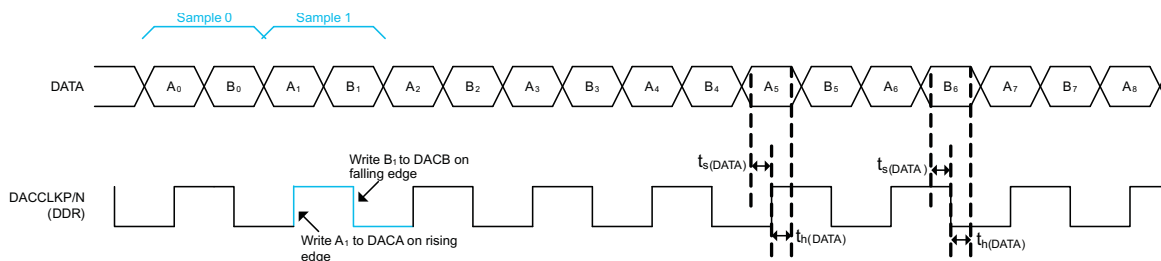 Sample 0 Sample 1
DATA A₀ B₀ A₁ B₁ A₂ B₂ A₃ B₃ A₄ B₄ A₅ B₅ A₆ B₆ A₇ B₇ A₈
Write B₁ to DACB on
falling edge
ts(DATA) ts(DATA)
DACCLKP/N
(DDR)
Write A₁ to DACA on rising
edge
th(DATA) th(DATA)